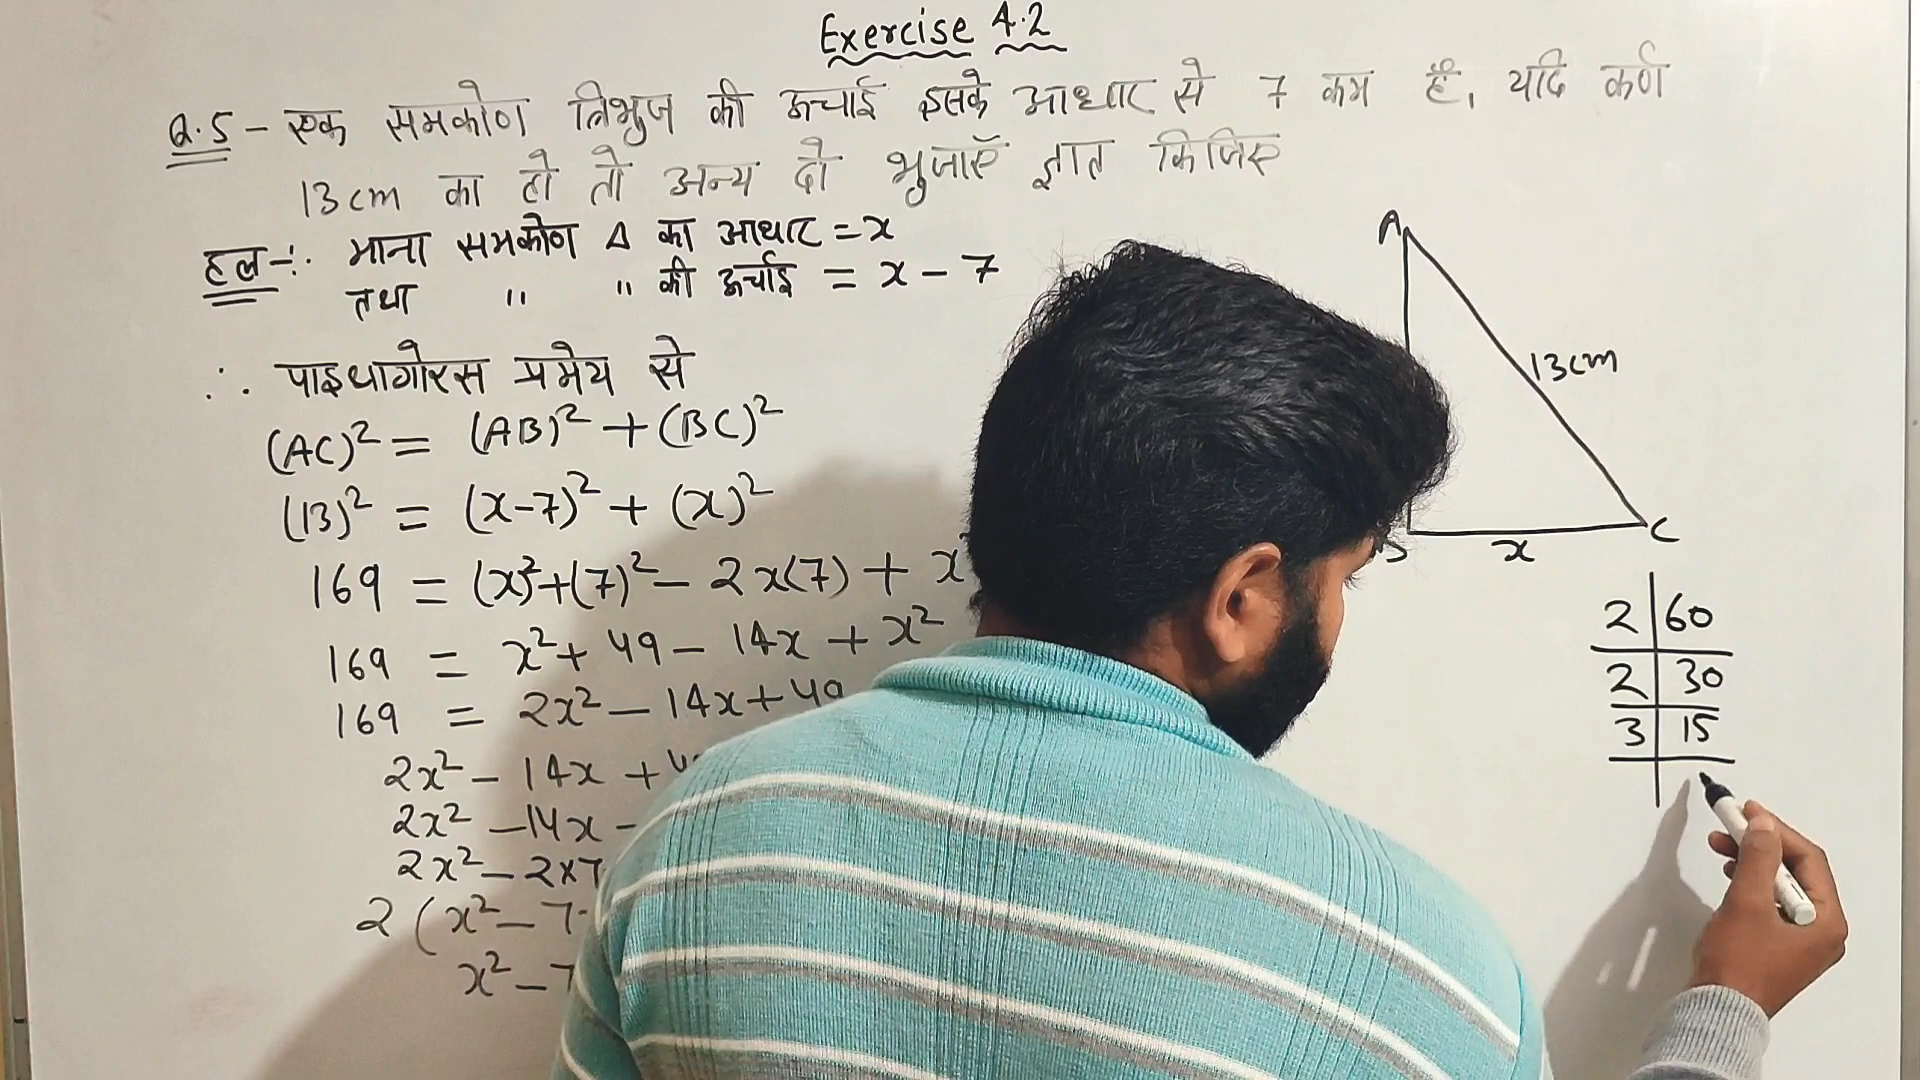 Exercise 4.2
Q.5 - एक समकोण त्रिभुज की ऊचाई इसके आधार से 7 कम है, यदि कर्ण
13cm का हो तो अन्य दो भुजाएँ ज्ञात किजिए
हल -: माना समकोण Δ का आधार = x
तथा " " की ऊचाई = x - 7
∴ पाइथागोरस प्रमेय से
(AC)² = (AB)² + (BC)²
(13)² = (x-7)² + (x)²
169 = (x)²+(7)² - 2x(7) + x
169 = x² + 49 - 14x + x²
169 = 2x² - 14x + 49
2x² - 14x + 4
2x² - 14x -
2x² - 2x7
2 (x² - 7
x² - 7
A
13cm
x C
2 60
2 30
3 15